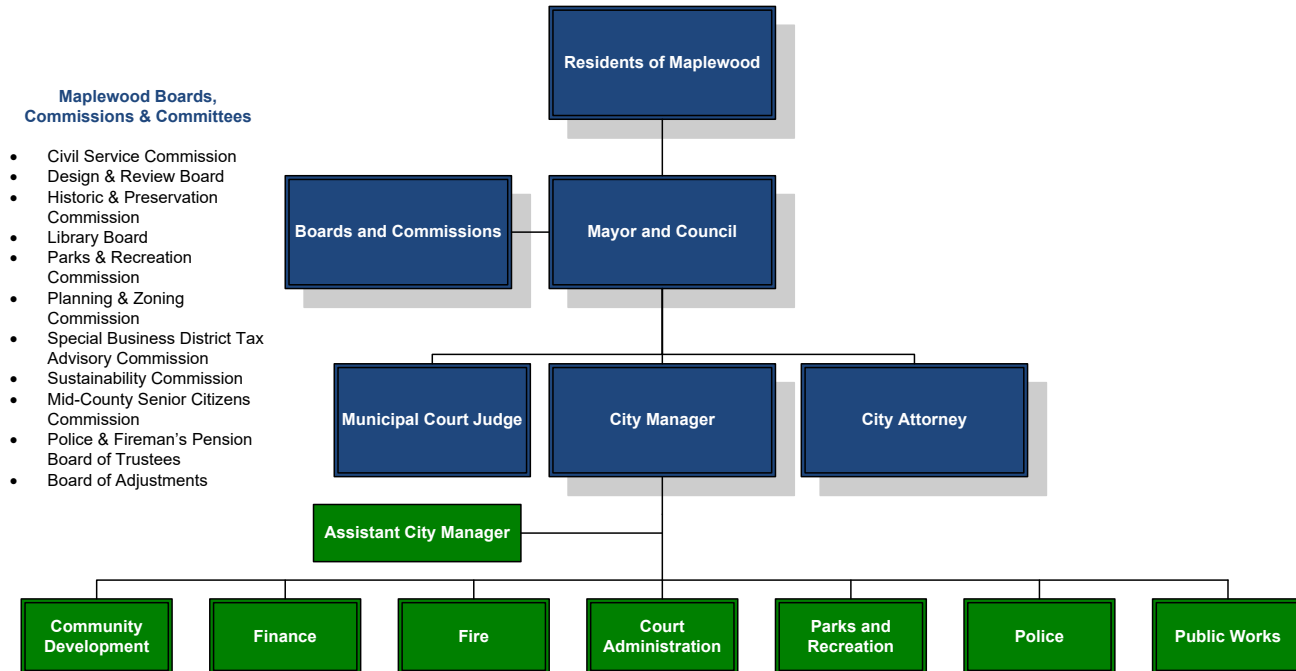 Residents of Maplewood
Maplewood Boards,
Commissions & Committees
• Civil Service Commission
• Design & Review Board
• Historic & Preservation
Commission
• Library Board
• Parks & Recreation
Commission
• Planning & Zoning
Commission
• Special Business District Tax
Advisory Commission
• Sustainability Commission
• Mid-County Senior Citizens
Commission
• Police & Fireman’s Pension
Board of Trustees
• Board of Adjustments
Boards and Commissions
Mayor and Council
Municipal Court Judge
City Manager
City Attorney
Assistant City Manager
Community
Development
Finance
Fire
Court
Administration
Parks and
Recreation
Police
Public Works